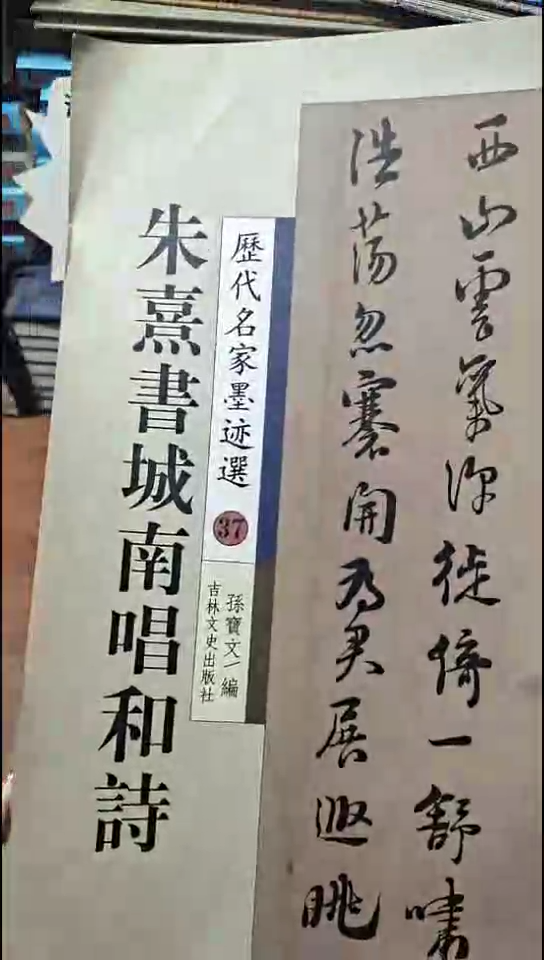 西山雲氣深徙倚一舒嘯
浩蕩忽褰開為君展遐眺
歷代名家墨迹選
37
孫寶文/編
吉林文史出版社
朱熹書城南唱和詩